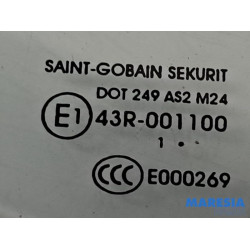 SAINT-GOBAIN SEKURIT
DOT 249 AS2 M24
E1 43R-001100
1 •
CCC E000269
MARESIA